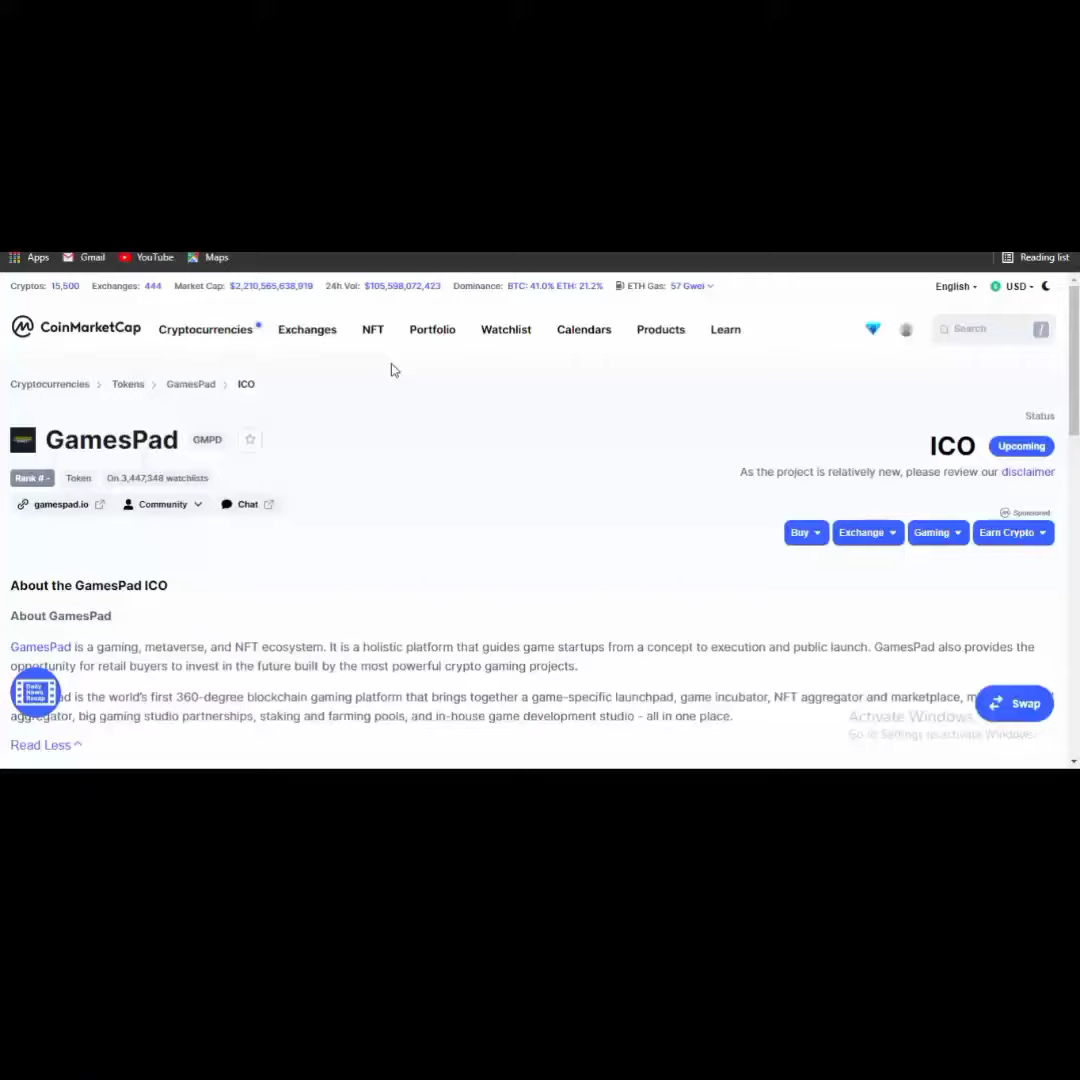 Apps Gmail YouTube Maps Reading list
Cryptos: 15,500 Exchanges: 444 Market Cap: $2,210,565,638,919 24h Vol: $105,598,072,423 Dominance: BTC: 41.0% ETH: 21.2% ETH Gas: 57 Gwei English USD
CoinMarketCap Cryptocurrencies Exchanges NFT Portfolio Watchlist Calendars Products Learn Search /
Cryptocurrencies > Tokens > GamesPad > ICO
Status
GamesPad GMPD ICO Upcoming
As the project is relatively new, please review our disclaimer
Rank # - Token On 3,447,348 watchlists
gamespad.io Community Chat
Sponsored
Buy Exchange Gaming Earn Crypto
About the GamesPad ICO
About GamesPad
GamesPad is a gaming, metaverse, and NFT ecosystem. It is a holistic platform that guides game startups from a concept to execution and public launch. GamesPad also provides the
opportunity for retail buyers to invest in the future built by the most powerful crypto gaming projects.
Daily
News
is the world's first 360-degree blockchain gaming platform that brings together a game-specific launchpad, game incubator, NFT aggregator and marketplace,
aggregator, big gaming studio partnerships, staking and farming pools, and in-house game development studio - all in one place.
Swap
Activate Windows
Go to Settings to activate Windows.
Read Less ^